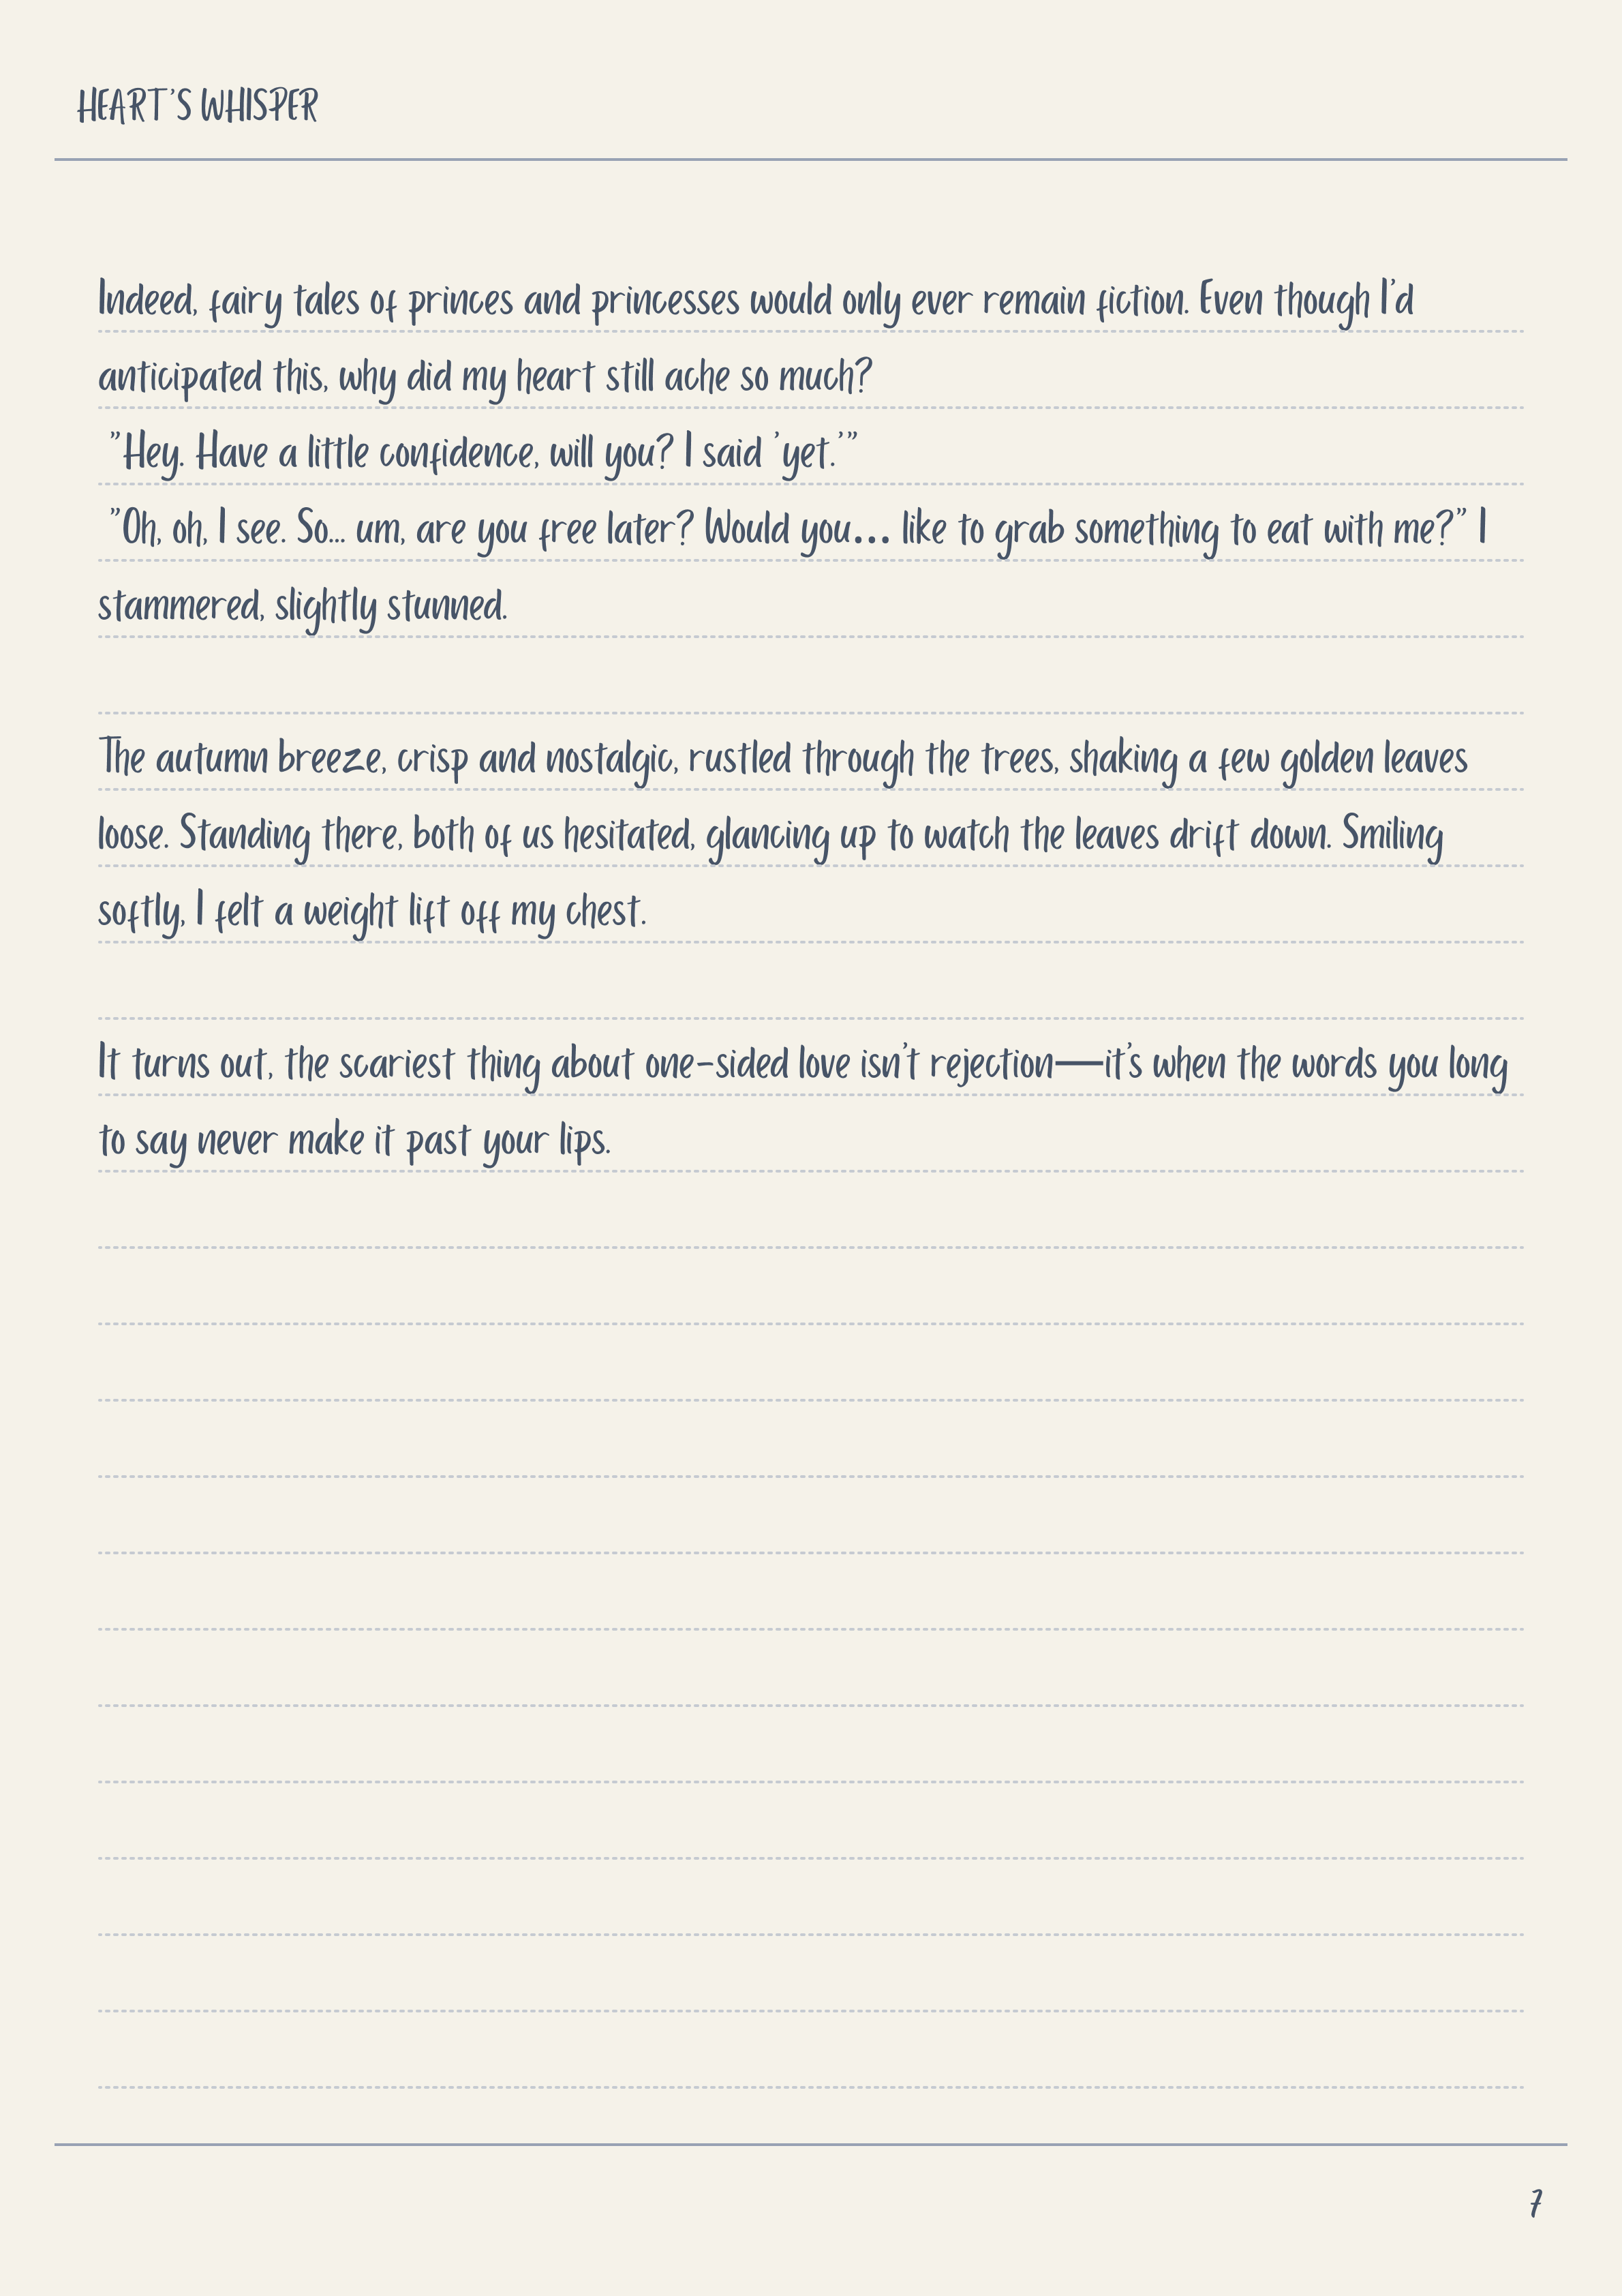 HEART'S WHISPER
Indeed, fairy tales of princes and princesses would only ever remain fiction. Even though I'd
anticipated this, why did my heart still ache so much?
"Hey. Have a little confidence, will you? I said 'yet.'"
"Oh, oh, I see. So... um, are you free later? Would you... like to grab something to eat with me?" I
stammered, slightly stunned.
The autumn breeze, crisp and nostalgic, rustled through the trees, shaking a few golden leaves
loose. Standing there, both of us hesitated, glancing up to watch the leaves drift down. Smiling
softly, I felt a weight lift off my chest.
It turns out, the scariest thing about one-sided love isn't rejection—it's when the words you long
to say never make it past your lips.
7